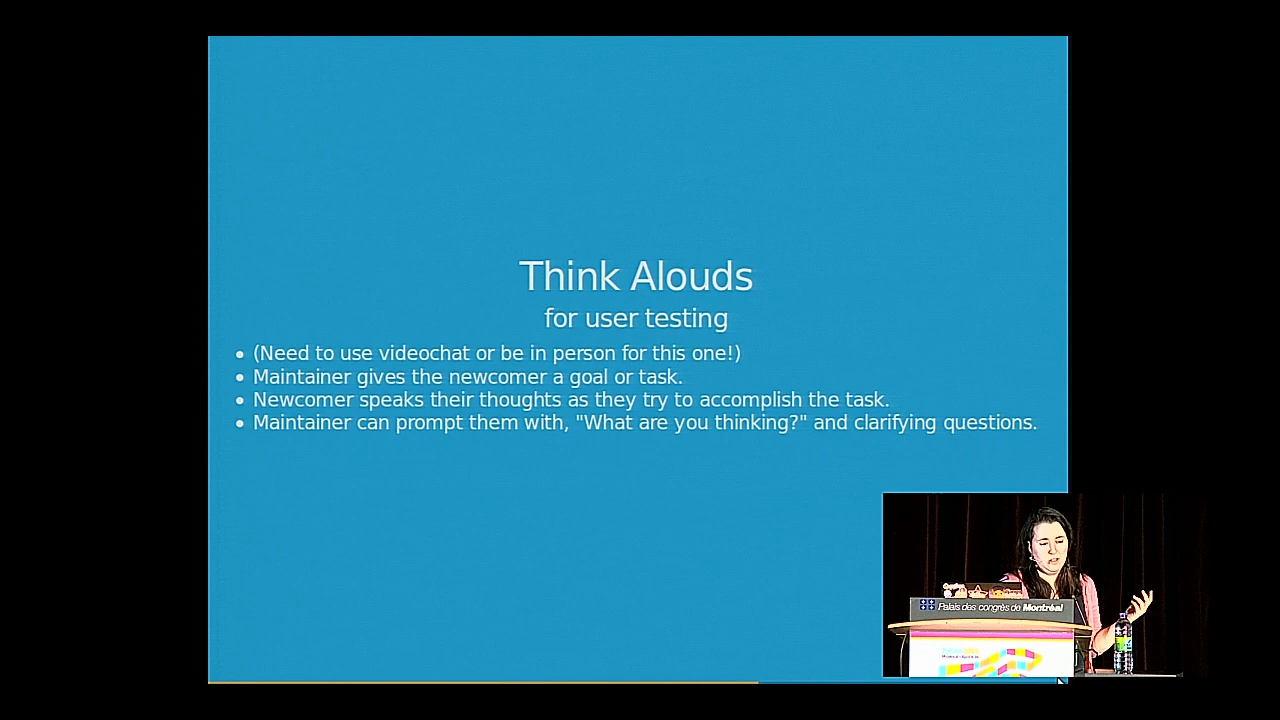 Think Alouds
for user testing
(Need to use videochat or be in person for this one!)
Maintainer gives the newcomer a goal or task.
Newcomer speaks their thoughts as they try to accomplish the task.
Maintainer can prompt them with, "What are you thinking?" and clarifying questions.
Palais des congrès de Montréal